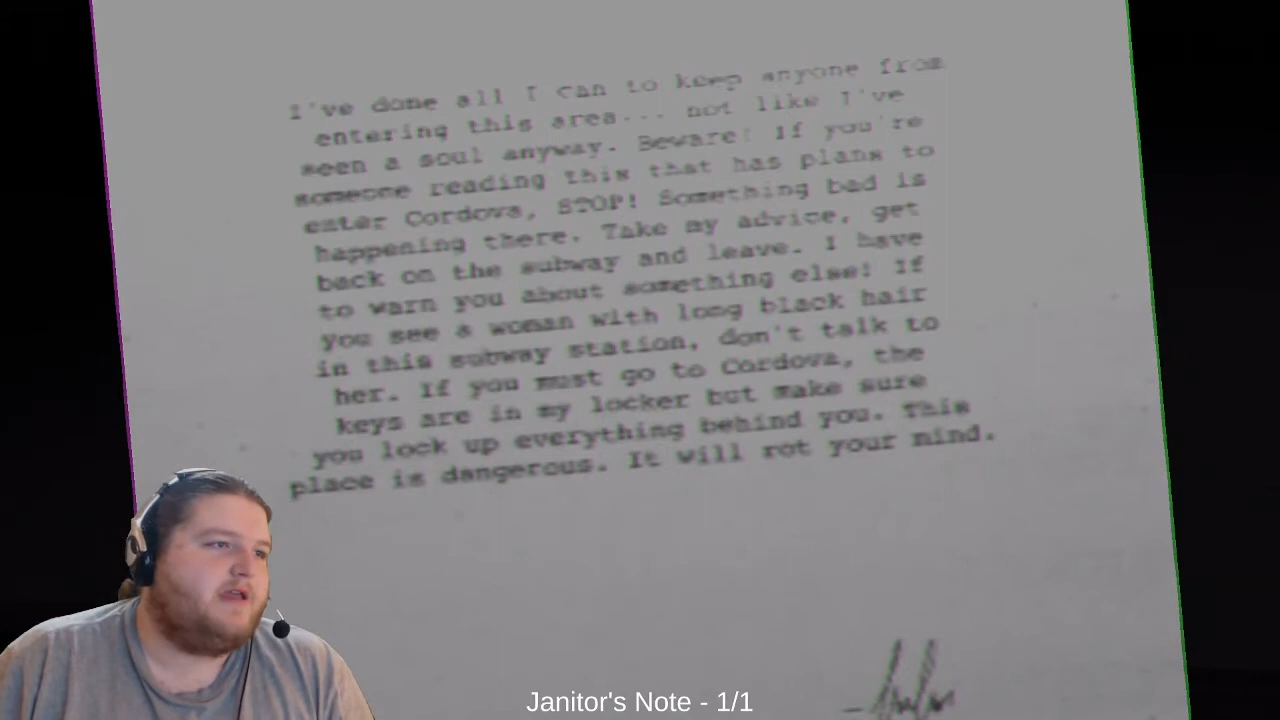 I've done all I can to keep anyone from
entering this area... not like I've
seen a soul anyway. Beware! If you're
someone reading this that has plans to
enter Cordova, STOP! Something bad is
happening there. Take my advice, get
back on the subway and leave. I have
to warn you about something else! If
you see a woman with long black hair
in this subway station, don't talk to
her. If you must go to Cordova, the
keys are in my locker but make sure
you lock up everything behind you. This
place is dangerous. It will rot your mind.
Janitor's Note - 1/1